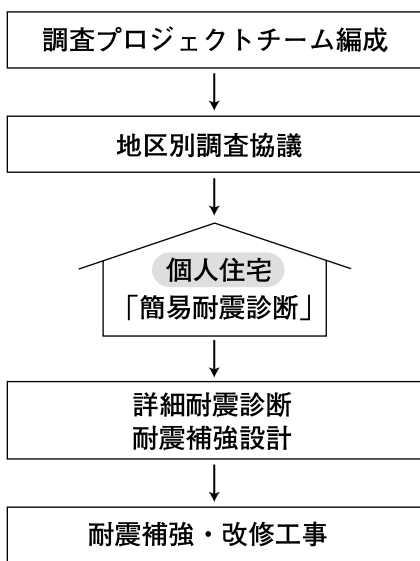 調査プロジェクトチーム編成
地区別調査協議
個人住宅
「簡易耐震診断」
詳細耐震診断
耐震補強設計
耐震補強・改修工事